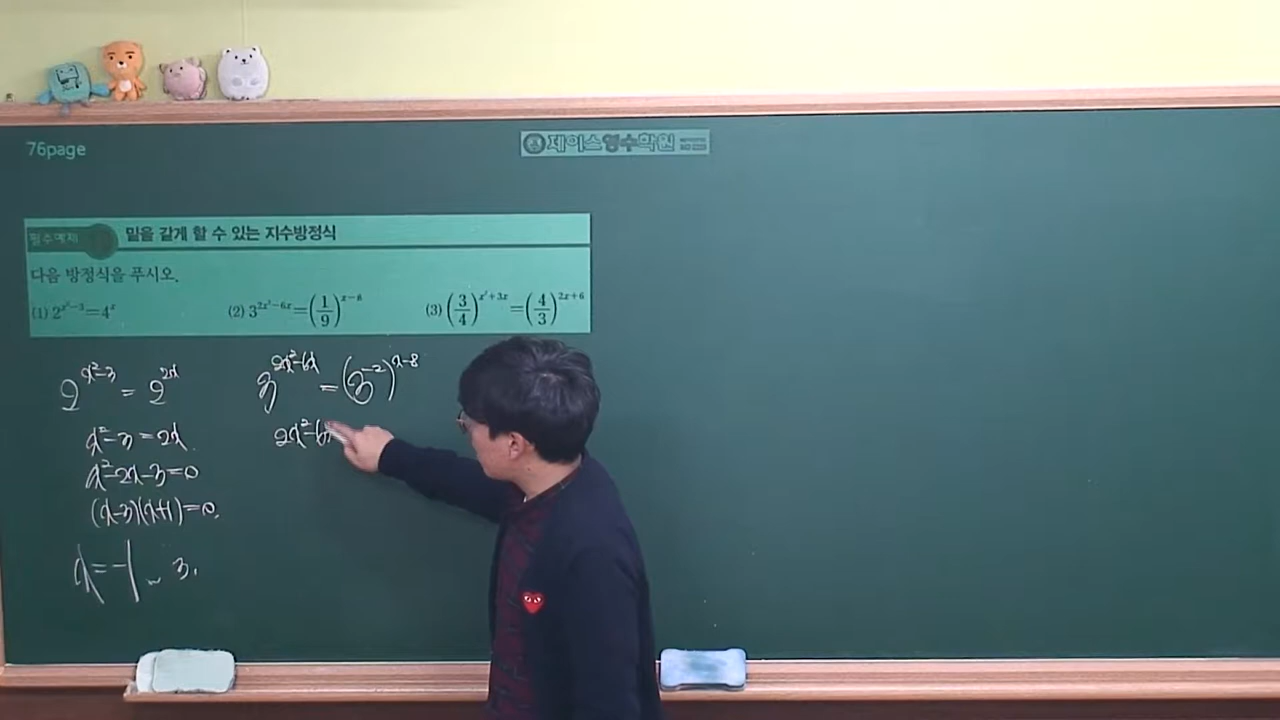 76page
제이스영수학원
필수예제
밑을 같게 할 수 있는 지수방정식
다음 방정식을 푸시오.
(1) 2^{x²-3}=4^x (2) 3^{2x²-6x}=(1/9)^{x-8} (3) (3/4)^{x²+3x}=(4/3)^{2x+6}
2^{x²-3} = 2^{2x}
x²-3=2x
x²-2x-3=0
(x-3)(x+1)=0.
x=-1 ~ 3.
3^{2x²-6x} = (3^{-2})^{x-8}
2x²-6x